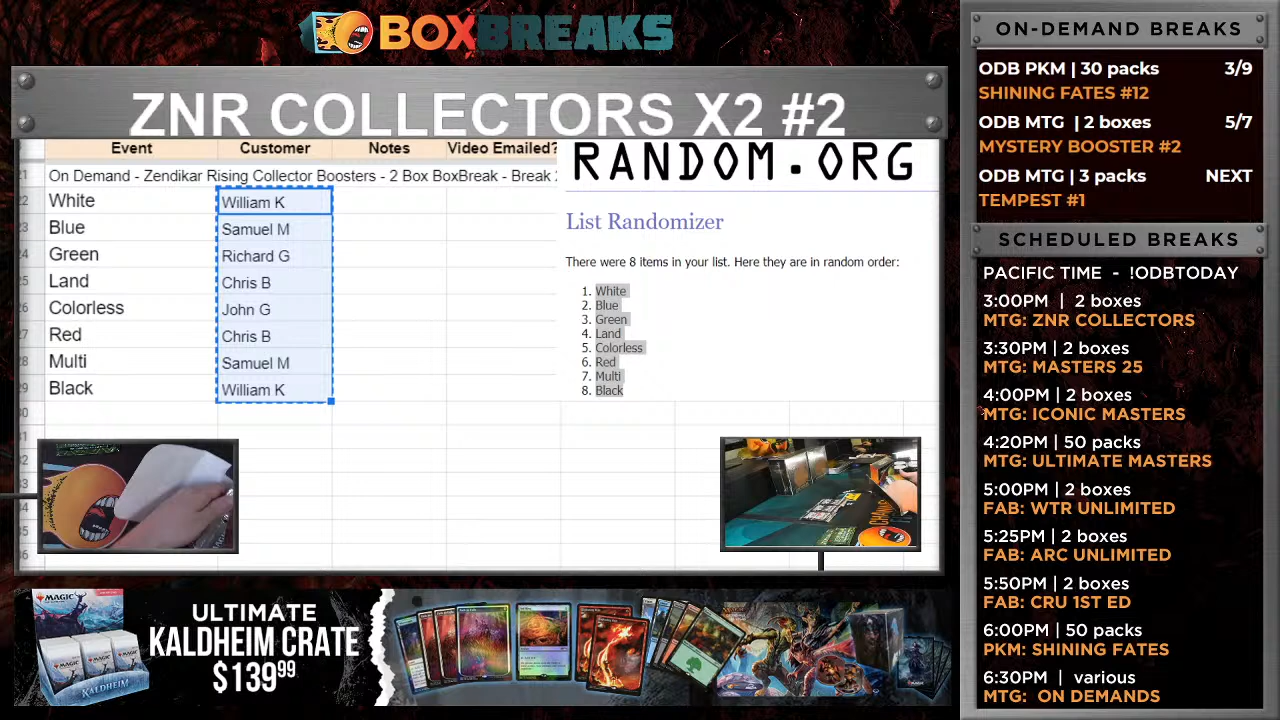 BOXBREAKS
ZNR COLLECTORS X2 #2
Event Customer Notes Video Emailed?
On Demand - Zendikar Rising Collector Boosters - 2 Box BoxBreak - Break
White William K
Blue Samuel M
Green Richard G
Land Chris B
Colorless John G
Red Chris B
Multi Samuel M
Black William K
RANDOM.ORG
List Randomizer
There were 8 items in your list. Here they are in random order:
1. White
2. Blue
3. Green
4. Land
5. Colorless
6. Red
7. Multi
8. Black
ULTIMATE
KALDHEIM CRATE
$139.99
MAGIC
KALDHEIM
ON-DEMAND BREAKS
ODB PKM | 30 packs 3/9
SHINING FATES #12
ODB MTG | 2 boxes 5/7
MYSTERY BOOSTER #2
ODB MTG | 3 packs NEXT
TEMPEST #1
SCHEDULED BREAKS
PACIFIC TIME - !ODBTODAY
3:00PM | 2 boxes
MTG: ZNR COLLECTORS
3:30PM | 2 boxes
MTG: MASTERS 25
4:00PM | 2 boxes
MTG: ICONIC MASTERS
4:20PM | 50 packs
MTG: ULTIMATE MASTERS
5:00PM | 2 boxes
FAB: WTR UNLIMITED
5:25PM | 2 boxes
FAB: ARC UNLIMITED
5:50PM | 2 boxes
FAB: CRU 1ST ED
6:00PM | 50 packs
PKM: SHINING FATES
6:30PM | various
MTG: ON DEMANDS